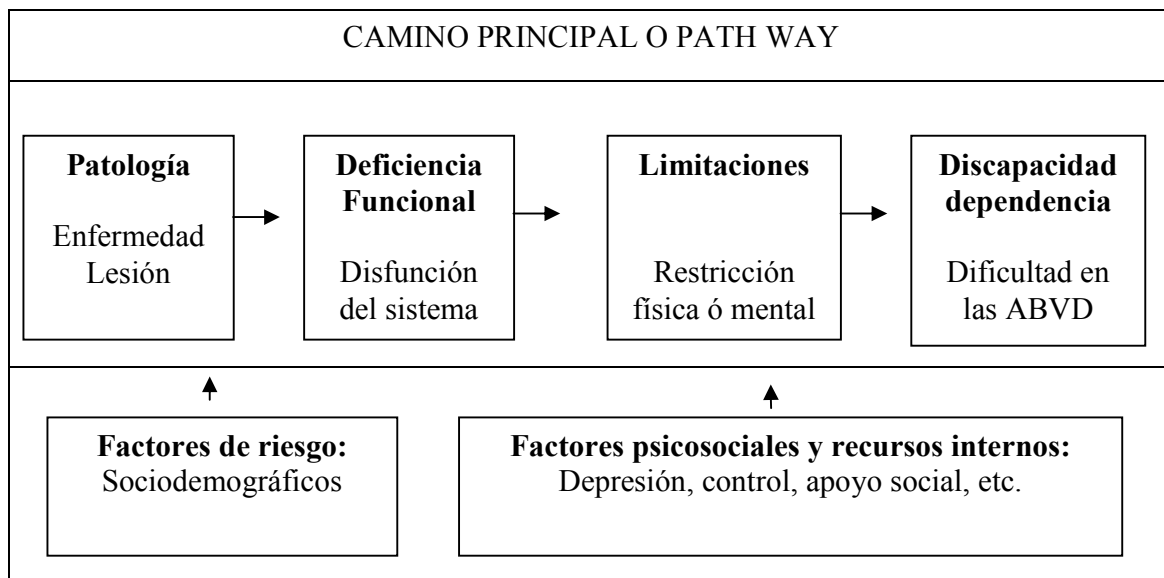 CAMINO PRINCIPAL O PATH WAY
Patología
Enfermedad
Lesión
Deficiencia
Funcional
Disfunción
del sistema
Limitaciones
Restricción
física ó mental
Discapacidad
dependencia
Dificultad en
las ABVD
Factores de riesgo:
Sociodemográficos
Factores psicosociales y recursos internos:
Depresión, control, apoyo social, etc.